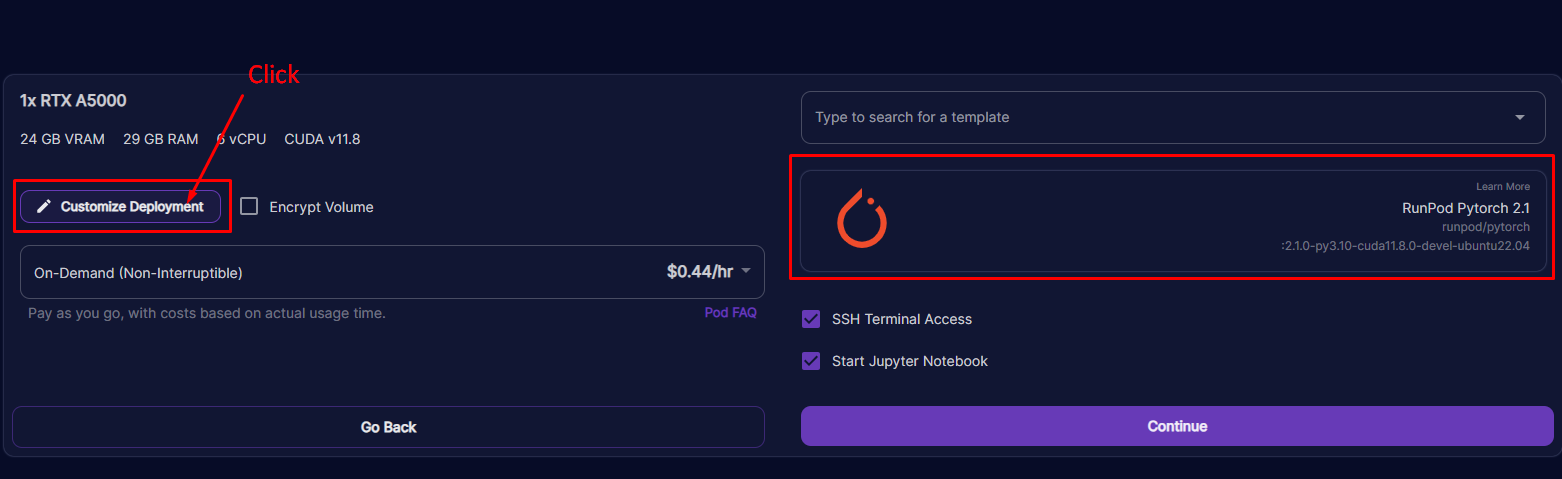 Click
1x RTX A5000
24 GB VRAM 29 GB RAM 6 vCPU CUDA v11.8
Customize Deployment
Encrypt Volume
On-Demand (Non-Interruptible) $0.44/hr
Pay as you go, with costs based on actual usage time. Pod FAQ
Go Back
Type to search for a template
Learn More
RunPod Pytorch 2.1
runpod/pytorch
:2.1.0-py3.10-cuda11.8.0-devel-ubuntu22.04
SSH Terminal Access
Start Jupyter Notebook
Continue